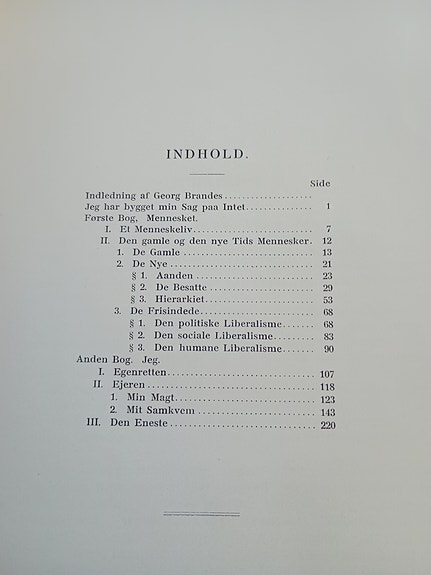 INDHOLD.
Side
Indledning af Georg Brandes....................
Jeg har bygget min Sag paa Intet............... 1
Første Bog. Mennesket.
I. Et Menneskeliv............................ 7
II. Den gamle og den nye Tids Mennesker. 12
1. De Gamle................................ 13
2. De Nye.................................. 21
§ 1. Aanden............................. 23
§ 2. De Besatte......................... 29
§ 3. Hierarkiet......................... 53
3. De Frisindede........................... 68
§ 1. Den politiske Liberalisme....... 68
§ 2. Den sociale Liberalisme........ 83
§ 3. Den humane Liberalisme....... 90
Anden Bog. Jeg.
I. Egenretten............................... 107
II. Ejeren.................................. 118
1. Min Magt............................... 123
2. Mit Samkvem........................... 143
III. Den Eneste............................. 220